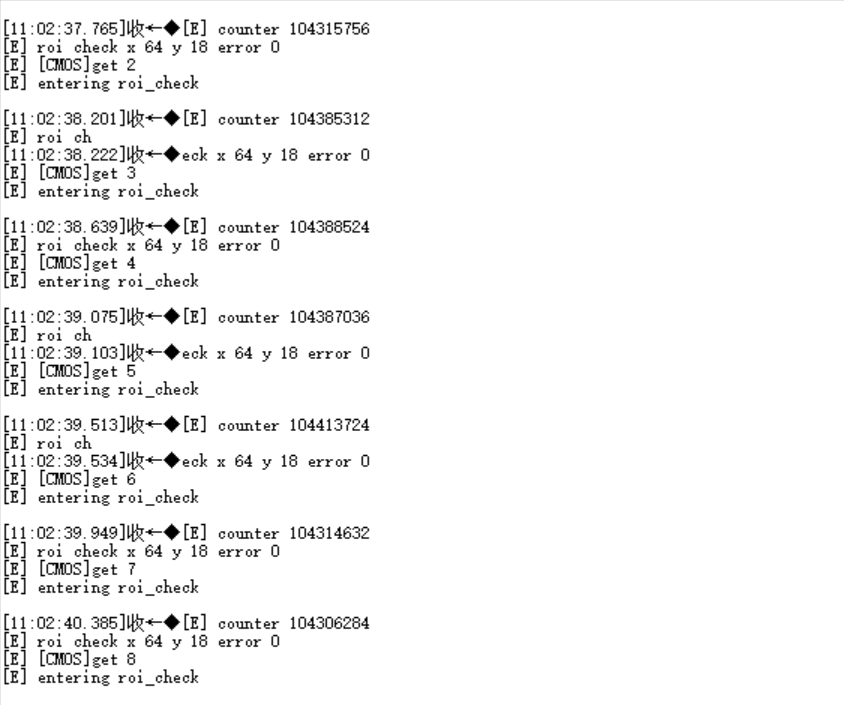 [11:02:37.765]收←◆[E] counter 104315756
[E] roi check x 64 y 18 error 0
[E] [CMOS]get 2
[E] entering roi_check
[11:02:38.201]收←◆[E] counter 104385312
[E] roi ch
[11:02:38.222]收←◆eck x 64 y 18 error 0
[E] [CMOS]get 3
[E] entering roi_check
[11:02:38.639]收←◆[E] counter 104388524
[E] roi check x 64 y 18 error 0
[E] [CMOS]get 4
[E] entering roi_check
[11:02:39.075]收←◆[E] counter 104387036
[E] roi ch
[11:02:39.103]收←◆eck x 64 y 18 error 0
[E] [CMOS]get 5
[E] entering roi_check
[11:02:39.513]收←◆[E] counter 104413724
[E] roi ch
[11:02:39.534]收←◆eck x 64 y 18 error 0
[E] [CMOS]get 6
[E] entering roi_check
[11:02:39.949]收←◆[E] counter 104314632
[E] roi check x 64 y 18 error 0
[E] [CMOS]get 7
[E] entering roi_check
[11:02:40.385]收←◆[E] counter 104306284
[E] roi check x 64 y 18 error 0
[E] [CMOS]get 8
[E] entering roi_check